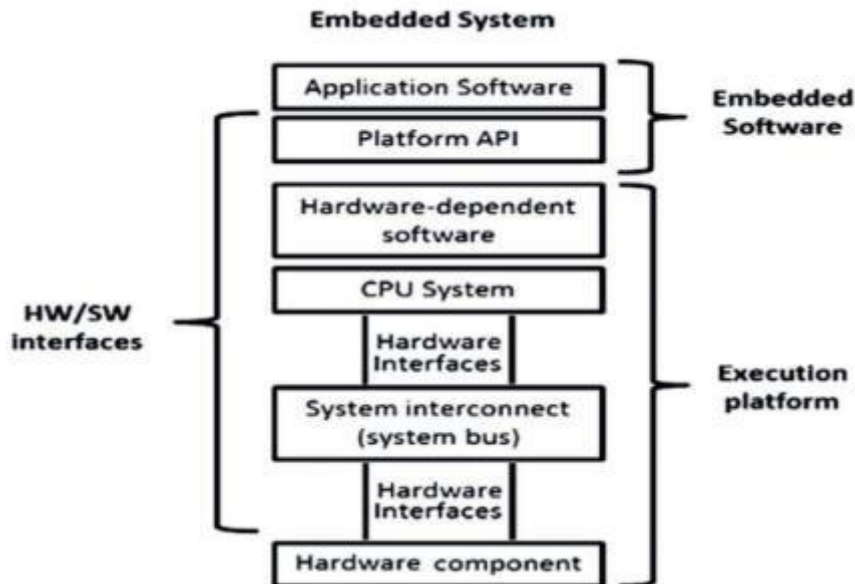 Embedded System
Application Software
Platform API
Embedded
Software
Hardware-dependent
software
CPU System
HW/SW
interfaces
Hardware
Interfaces
Execution
platform
System interconnect
(system bus)
Hardware
Interfaces
Hardware component